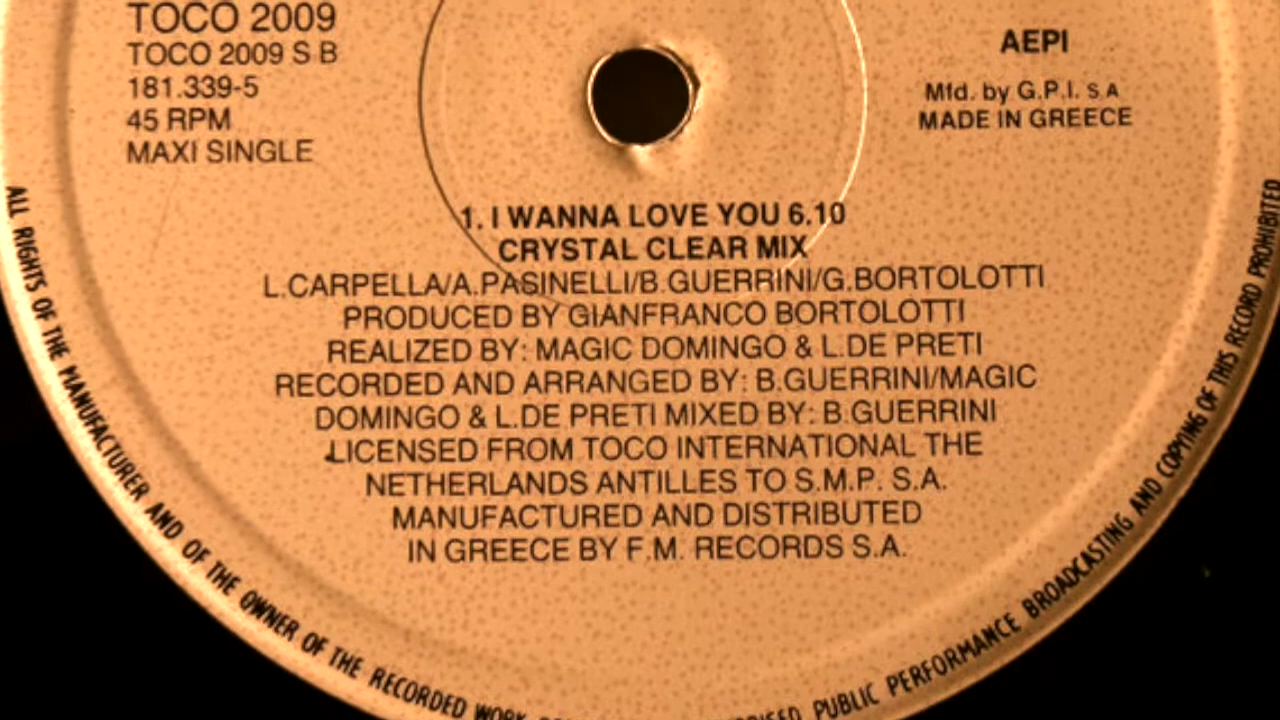 TOCO 2009
TOCO 2009 S B
181.339-5
45 RPM
MAXI SINGLE
AEPI
Mfd. by G.P.I. S A
MADE IN GREECE
1. I WANNA LOVE YOU 6.10
CRYSTAL CLEAR MIX
L.CARPELLA/A.PASINELLI/B.GUERRINI/G.BORTOLOTTI
PRODUCED BY GIANFRANCO BORTOLOTTI
REALIZED BY: MAGIC DOMINGO & L.DE PRETI
RECORDED AND ARRANGED BY: B.GUERRINI/MAGIC
DOMINGO & L.DE PRETI MIXED BY: B.GUERRINI
LICENSED FROM TOCO INTERNATIONAL THE
NETHERLANDS ANTILLES TO S.M.P. S.A.
MANUFACTURED AND DISTRIBUTED
IN GREECE BY F.M. RECORDS S.A.
ALL RIGHTS OF THE MANUFACTURER AND OF THE OWNER OF THE RECORDED WORK PUBLIC PERFORMANCE BROADCASTING AND COPYING OF THIS RECORD PROHIBITED